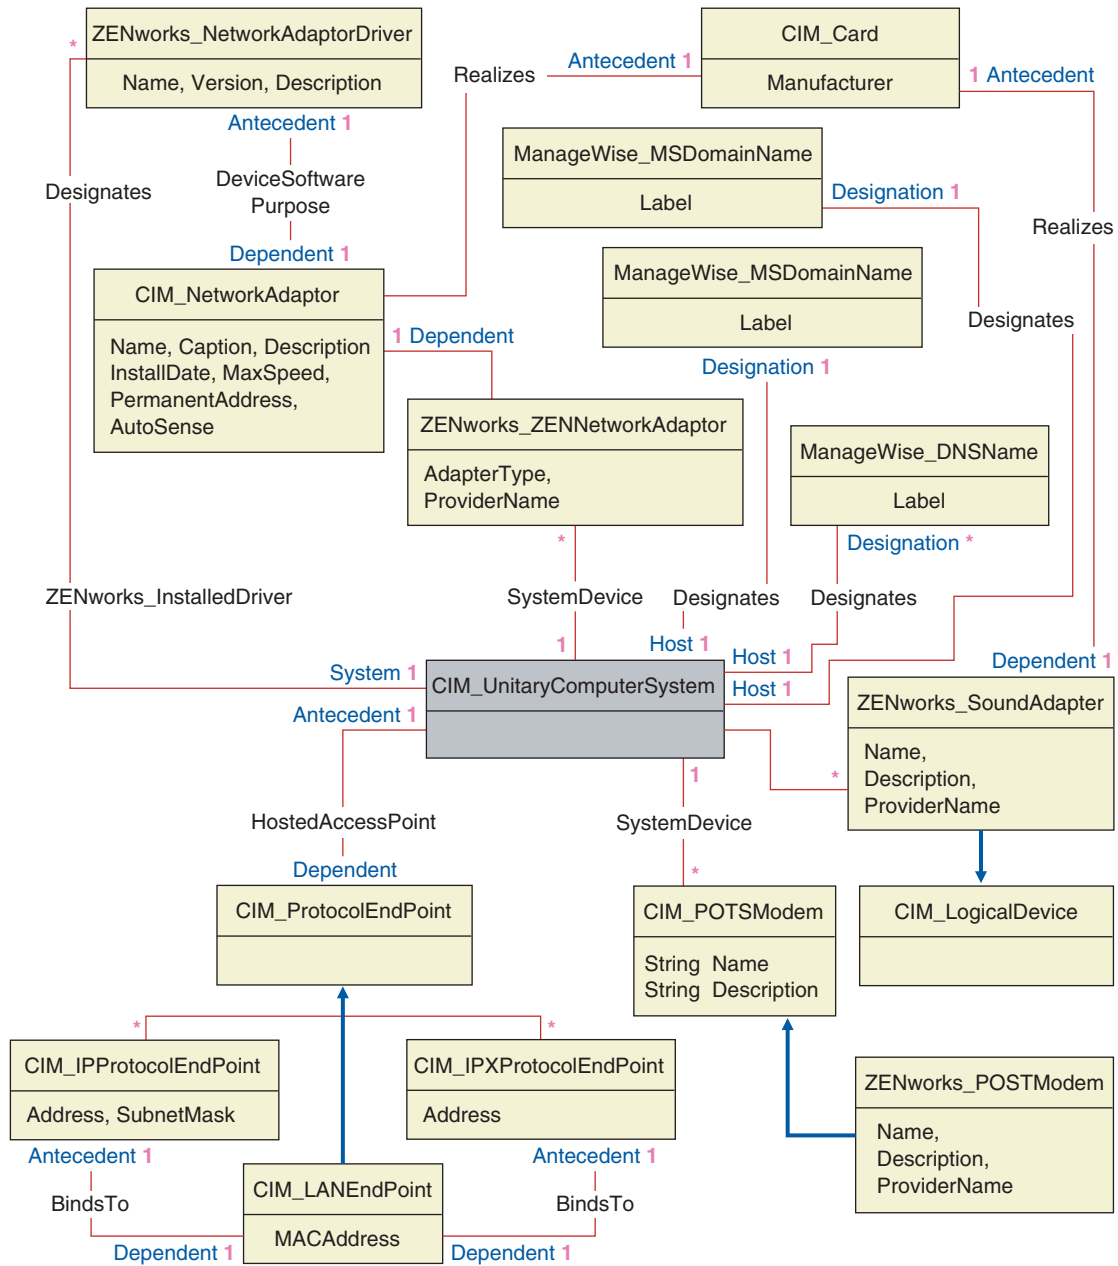 ZENworks_NetworkAdaptorDriver
Name, Version, Description
*
Antecedent 1
DeviceSoftware
Purpose
Dependent 1
Designates
CIM_Card
Manufacturer
Antecedent 1
Realizes
1 Antecedent
Realizes
ManageWise_MSDomainName
Label
Designation 1
Designates
ManageWise_MSDomainName
Label
Designation 1
CIM_NetworkAdaptor
Name, Caption, Description
InstallDate, MaxSpeed,
PermanentAddress,
AutoSense
1 Dependent
ZENworks_ZENNetworkAdaptor
AdapterType,
ProviderName
*
ManageWise_DNSName
Label
Designation *
ZENworks_InstalledDriver
SystemDevice
Designates
Designates
1
Host 1
Host 1
Host 1
System 1
Antecedent 1
CIM_UnitaryComputerSystem
Dependent 1
ZENworks_SoundAdapter
Name,
Description,
ProviderName
*
1
HostedAccessPoint
SystemDevice
Dependent
*
CIM_ProtocolEndPoint
CIM_POTSModem
String Name
String Description
CIM_LogicalDevice
*
*
CIM_IPProtocolEndPoint
Address, SubnetMask
CIM_IPXProtocolEndPoint
Address
ZENworks_POSTModem
Name,
Description,
ProviderName
Antecedent 1
Antecedent 1
BindsTo
CIM_LANEndPoint
MACAddress
BindsTo
Dependent 1
Dependent 1